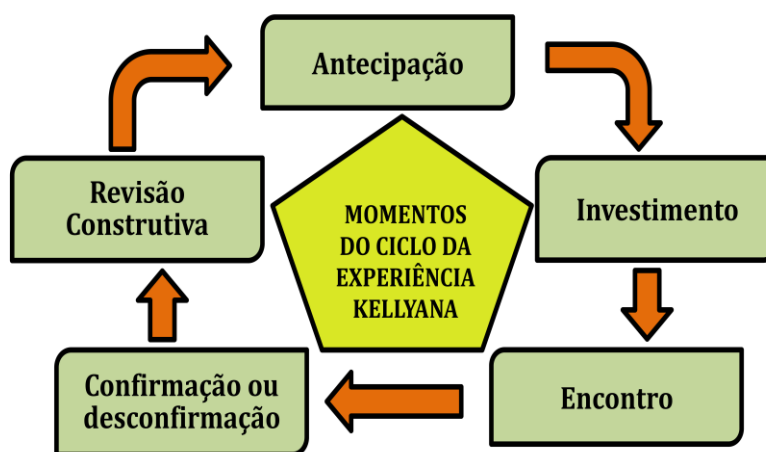 Antecipação
Investimento
Encontro
Confirmação ou
desconfirmação
Revisão
Construtiva
MOMENTOS
DO CICLO DA
EXPERIÊNCIA
KELLYANA